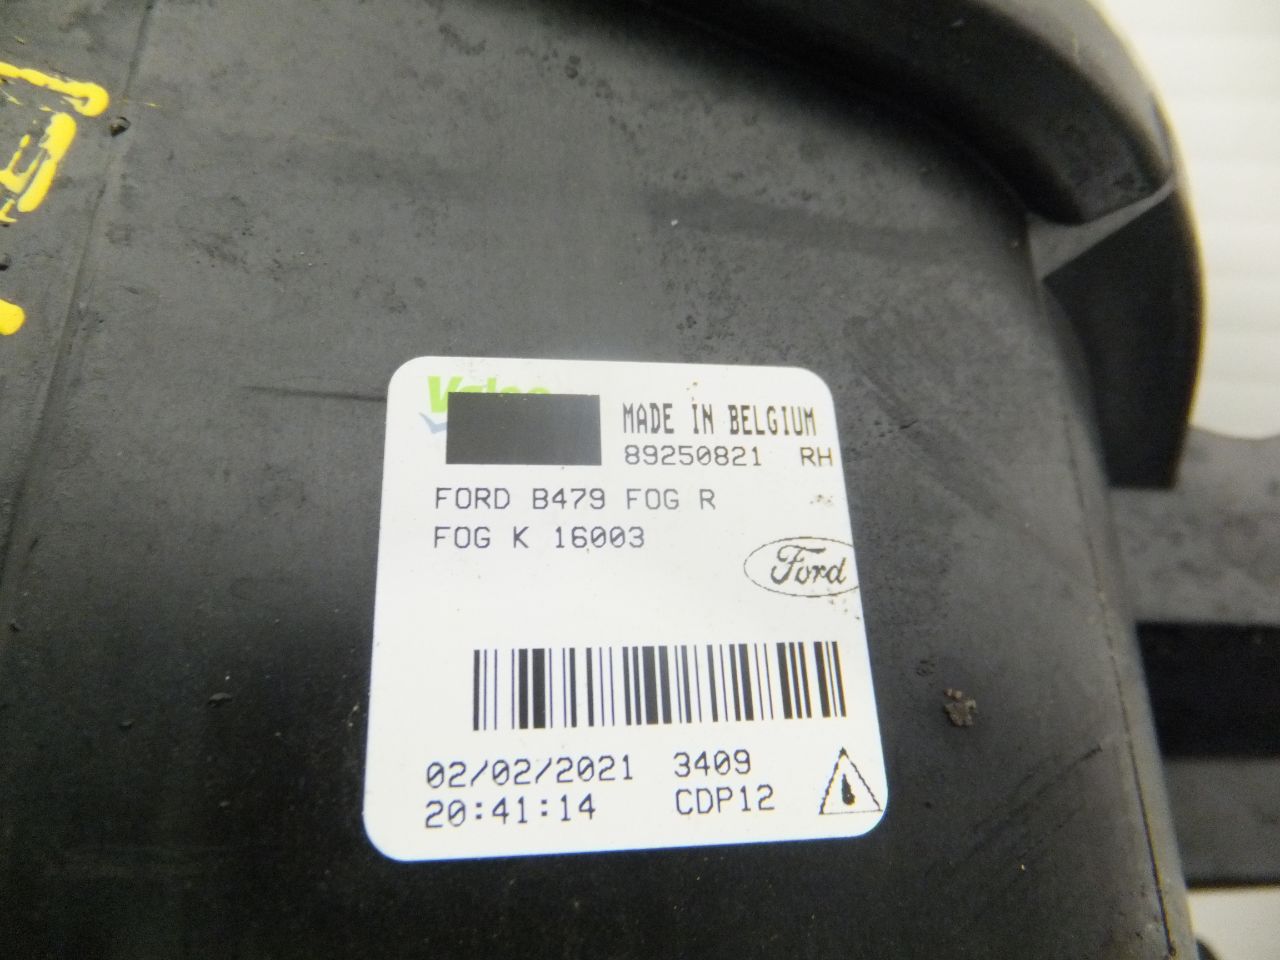 Valeo
MADE IN BELGIUM
89250821 RH
FORD B479 FOG R
FOG K 16003
Ford
02/02/2021 3409
20:41:14 CDP12